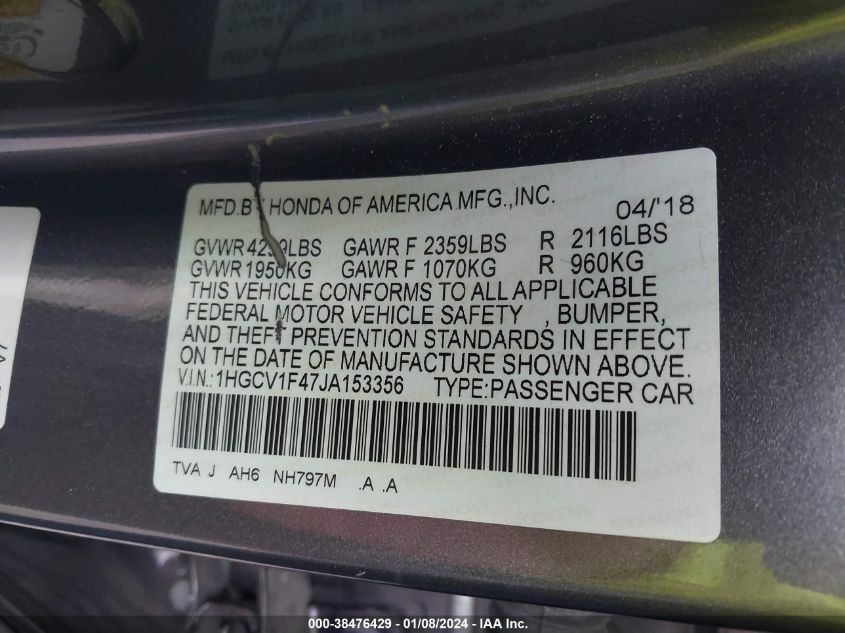 MFD.BY HONDA OF AMERICA MFG.,INC. 04/'18
GVWR 4299LBS GAWR F 2359LBS R 2116LBS
GVWR 1950KG GAWR F 1070KG R 960KG
THIS VEHICLE CONFORMS TO ALL APPLICABLE
FEDERAL MOTOR VEHICLE SAFETY , BUMPER,
AND THEFT PREVENTION STANDARDS IN EFFECT
ON THE DATE OF MANUFACTURE SHOWN ABOVE.
V.I.N.:1HGCV1F47JA153356 TYPE:PASSENGER CAR
TVA J AH6 NH797M .A .A
000-38476429 - 01/08/2024 - IAA Inc.